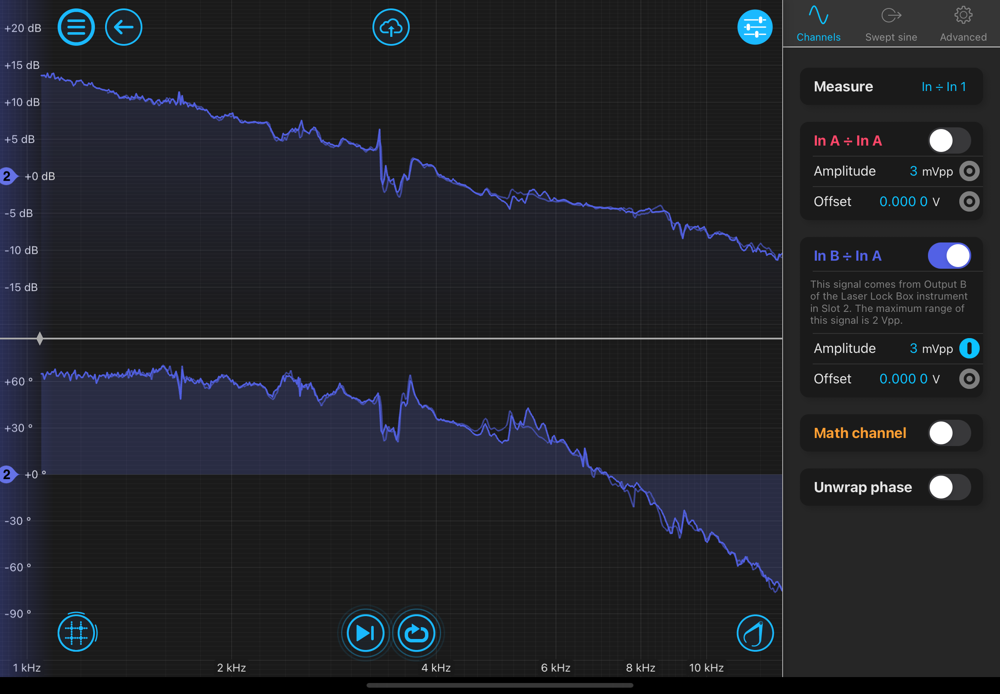 +20 dB
+15 dB
+10 dB
+5 dB
2 +0 dB
-5 dB
-10 dB
-15 dB
+60 °
+30 °
2 +0 °
-30 °
-60 °
-90 °
1 kHz 2 kHz 4 kHz 6 kHz 8 kHz 10 kHz
Channels Swept sine Advanced
Measure In ÷ In 1
In A ÷ In A
Amplitude 3 mVpp
Offset 0.000 0 V
In B ÷ In A
This signal comes from Output B
of the Laser Lock Box instrument
in Slot 2. The maximum range of
this signal is 2 Vpp.
Amplitude 3 mVpp
Offset 0.000 0 V
Math channel
Unwrap phase